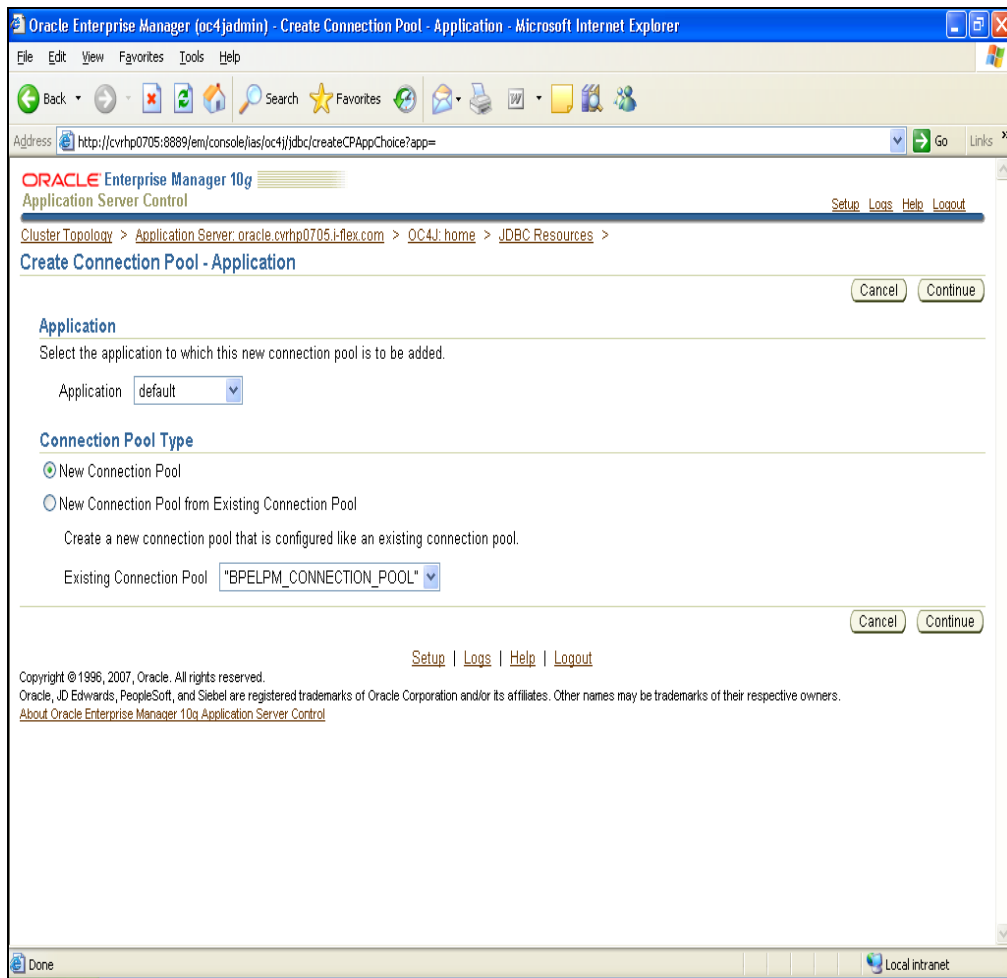 Oracle Enterprise Manager (oc4jadmin) - Create Connection Pool - Application - Microsoft Internet Explorer
File Edit View Favorites Tools Help
Back Search Favorites
Address http://cvrhp0705:8889/em/console/ias/oc4j/jdbc/createCPAppChoice?app= Go Links »
ORACLE Enterprise Manager 10g
Application Server Control
Setup Logs Help Logout
Cluster Topology > Application Server: oracle.cvrhp0705.i-flex.com > OC4J: home > JDBC Resources >
Create Connection Pool - Application
Cancel Continue
Application
Select the application to which this new connection pool is to be added.
Application default
Connection Pool Type
New Connection Pool
New Connection Pool from Existing Connection Pool
Create a new connection pool that is configured like an existing connection pool.
Existing Connection Pool "BPELPM_CONNECTION_POOL"
Cancel Continue
Setup | Logs | Help | Logout
Copyright © 1996, 2007, Oracle. All rights reserved.
Oracle, JD Edwards, PeopleSoft, and Siebel are registered trademarks of Oracle Corporation and/or its affiliates. Other names may be trademarks of their respective owners.
About Oracle Enterprise Manager 10g Application Server Control
Done Local intranet